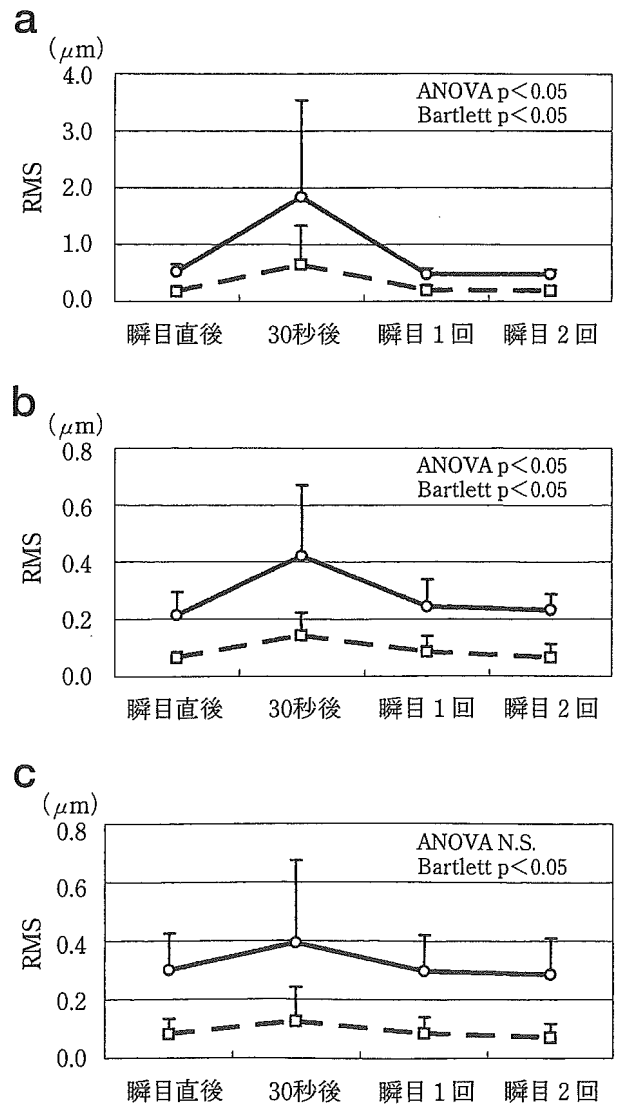 a
(μm)
4.0
3.0
2.0
1.0
0.0
RMS
ANOVA p<0.05
Bartlett p<0.05
瞬目直後 30秒後 瞬目1回 瞬目2回
b
(μm)
0.8
0.6
0.4
0.2
0.0
RMS
ANOVA p<0.05
Bartlett p<0.05
瞬目直後 30秒後 瞬目1回 瞬目2回
c
(μm)
0.8
0.6
0.4
0.2
0.0
RMS
ANOVA N.S.
Bartlett p<0.05
瞬目直後 30秒後 瞬目1回 瞬目2回